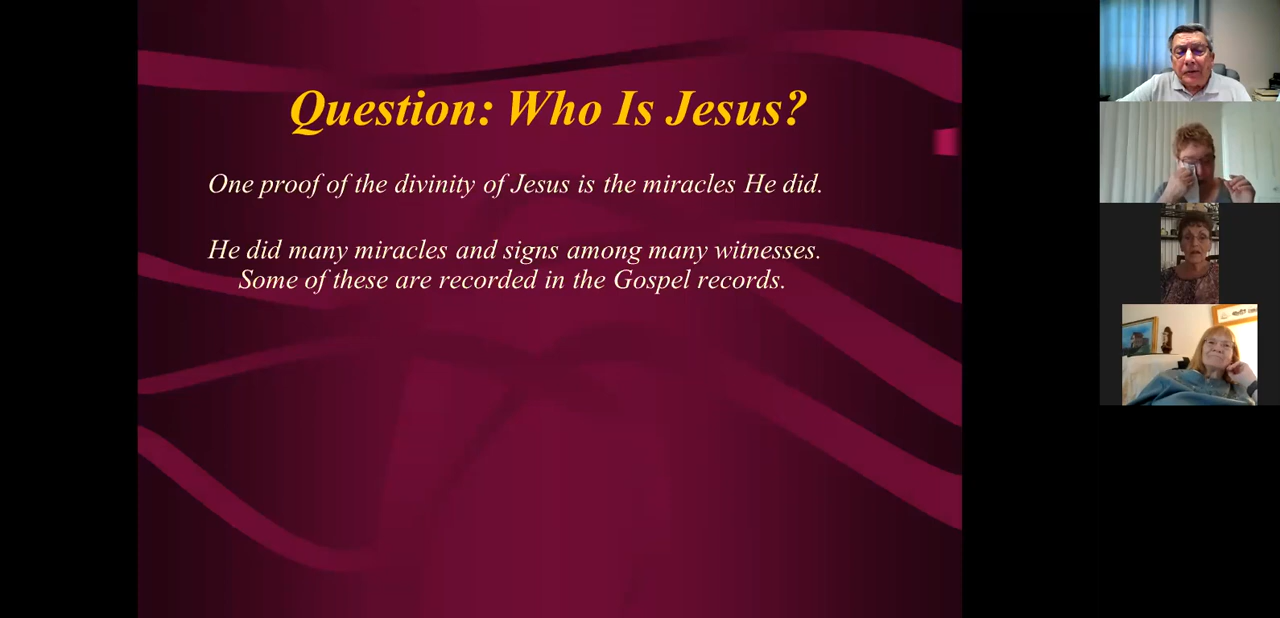 Question: Who Is Jesus?
One proof of the divinity of Jesus is the miracles He did.
He did many miracles and signs among many witnesses.
Some of these are recorded in the Gospel records.